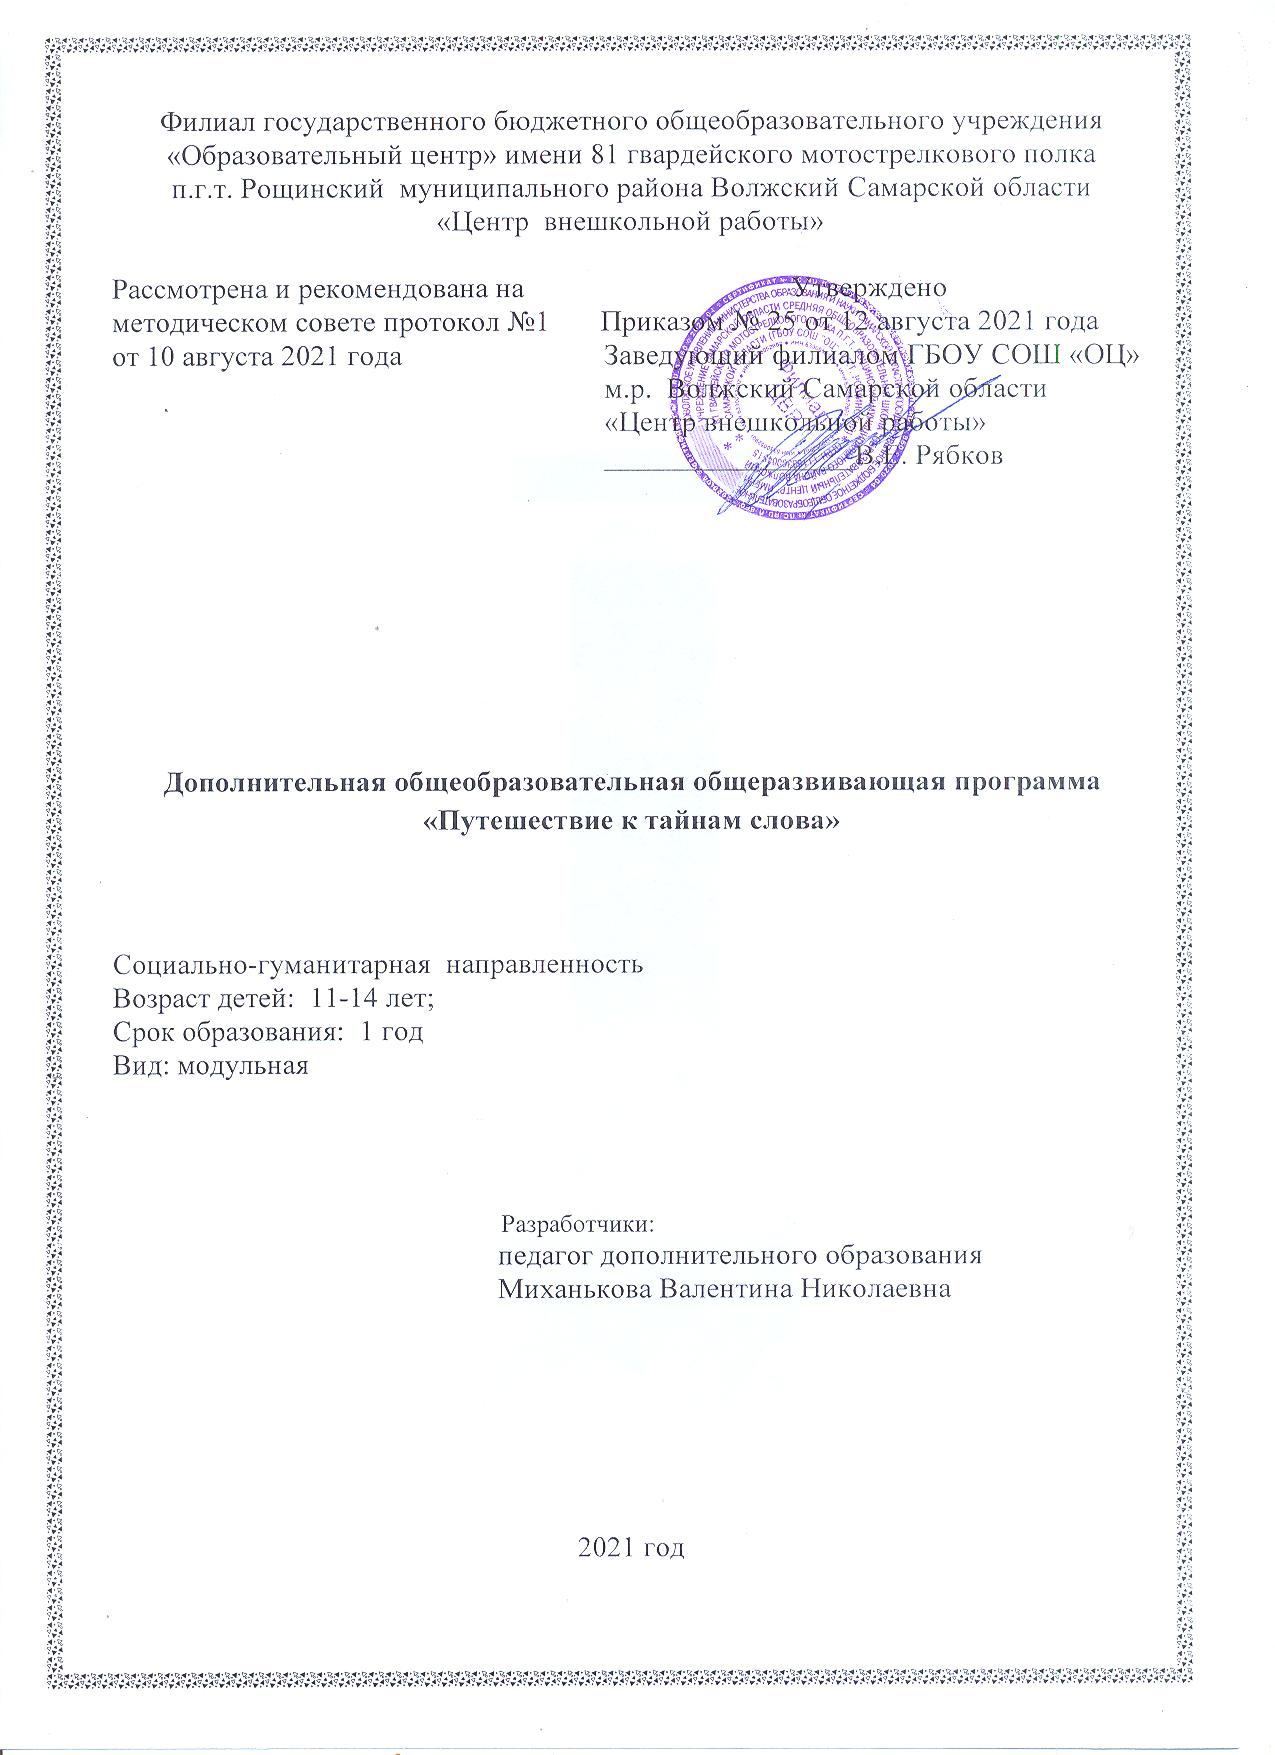 Филиал государственного бюджетного общеобразовательного учреждения
«Образовательный центр» имени 81 гвардейского мотострелкового полка
п.г.т. Рощинский муниципального района Волжский Самарской области
«Центр внешкольной работы»
Рассмотрена и рекомендована на
методическом совете протокол №1
от 10 августа 2021 года
Утверждено
Приказом № 25 от 12 августа 2021 года
Заведующий филиалом ГБОУ СОШ «ОЦ»
м.р. Волжский Самарской области
«Центр внешкольной работы»
Рябков
Дополнительная общеобразовательная общеразвивающая программа
«Путешествие к тайнам слова»
Социально-гуманитарная направленность
Возраст детей: 11-14 лет;
Срок образования: 1 год
Вид: модульная
Разработчики:
педагог дополнительного образования
Миханькова Валентина Николаевна
2021 год